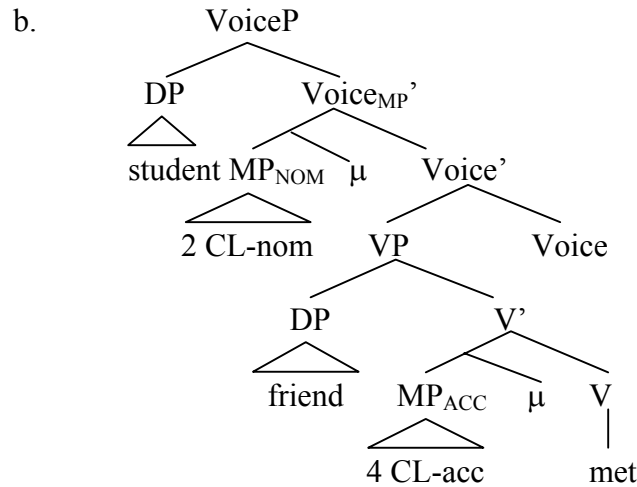 b. VoiceP
DP Voice_MP’
student MP_NOM μ Voice’
2 CL-nom VP Voice
DP V’
friend MP_ACC μ V
4 CL-acc met